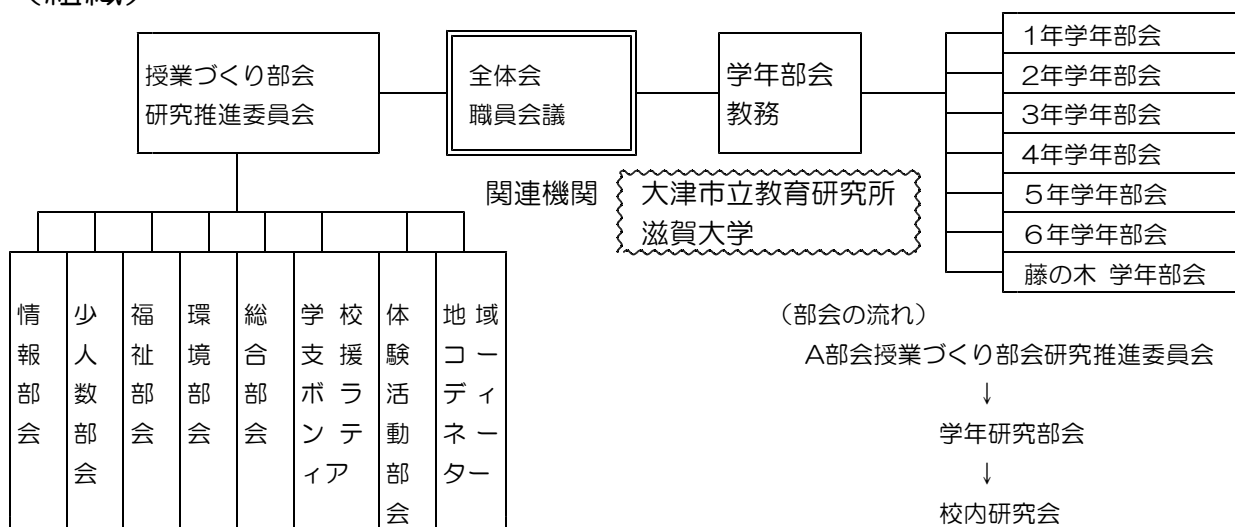 （組織）
授業づくり部会
研究推進委員会
全体会
職員会議
学年部会
教務
1年学年部会
2年学年部会
3年学年部会
4年学年部会
5年学年部会
6年学年部会
藤の木 学年部会
関連機関
大津市立教育研究所
滋賀大学
情報部会
少人数部会
福祉部会
環境部会
総合部会
学校支援ボランティア
体験活動部会
地域コーディネーター
（部会の流れ）
A部会授業づくり部会研究推進委員会
↓
学年研究部会
↓
校内研究会